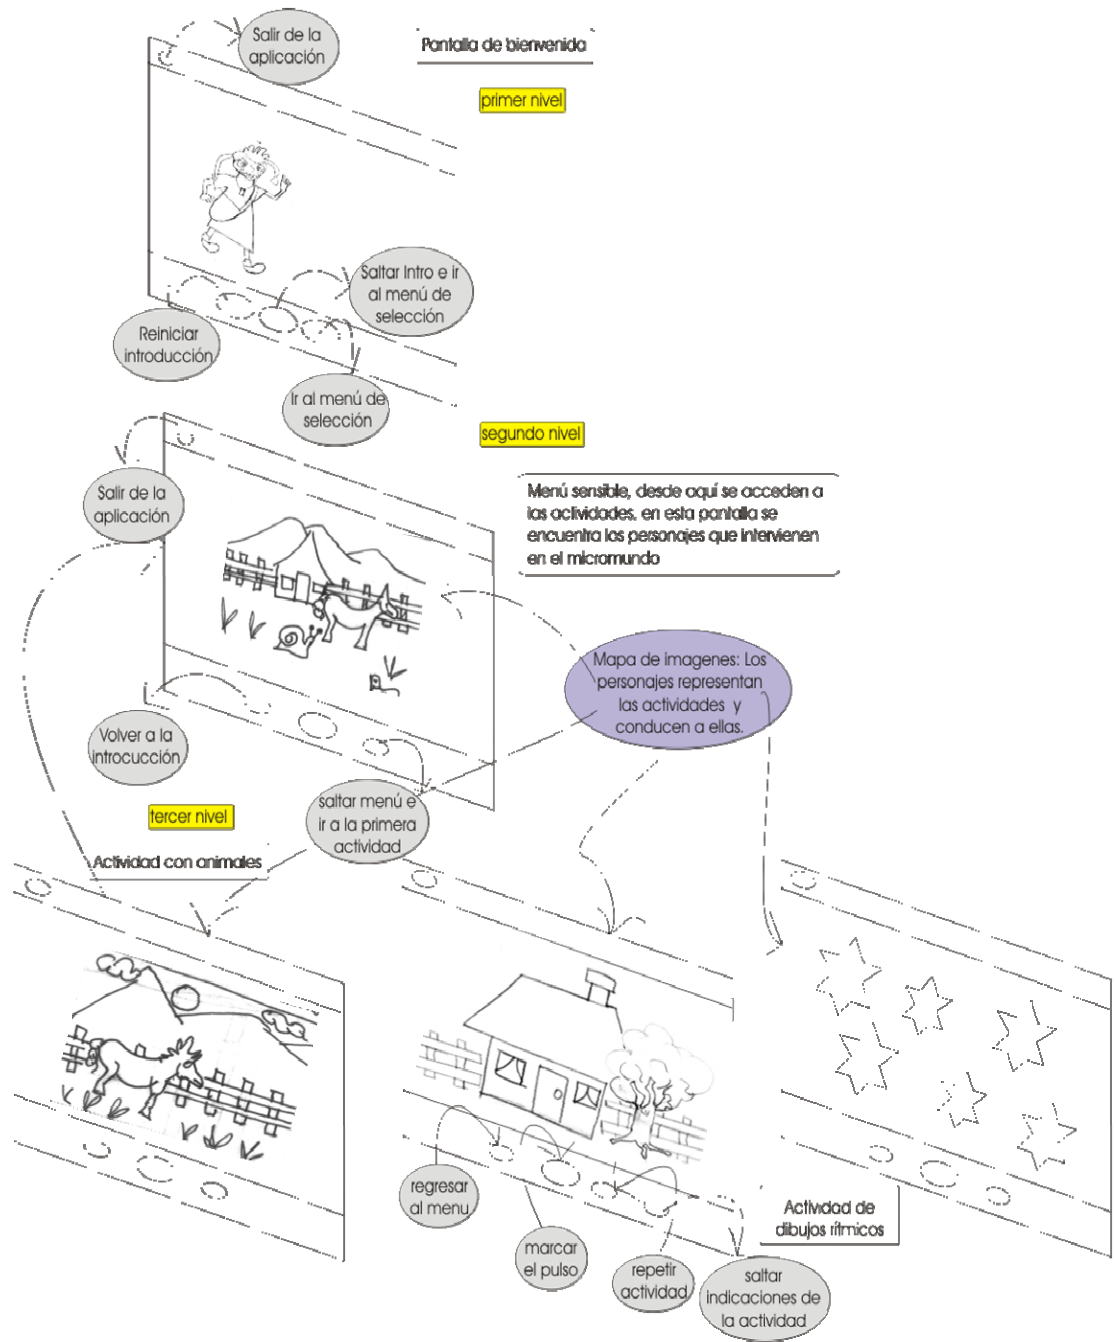 Salir de la
aplicación
Pantalla de bienvenida
primer nivel
Saltar Intro e ir
al menú de
selección
Reiniciar
introducción
Ir al menú de
selección
segundo nivel
Salir de la
aplicación
Menú sensible, desde aquí se acceden a
las actividades, en esta pantalla se
encuentra los personajes que intervienen
en el micromundo
Mapa de imagenes: Los
personajes representan
las actividades y
conducen a ellas.
Volver a la
introcucción
saltar menú e
ir a la primera
actividad
tercer nivel
Actividad con animales
regresar
al menu
marcar
el pulso
repetir
actividad
saltar
indicaciones de
la actividad
Actividad de
dibujos rítmicos